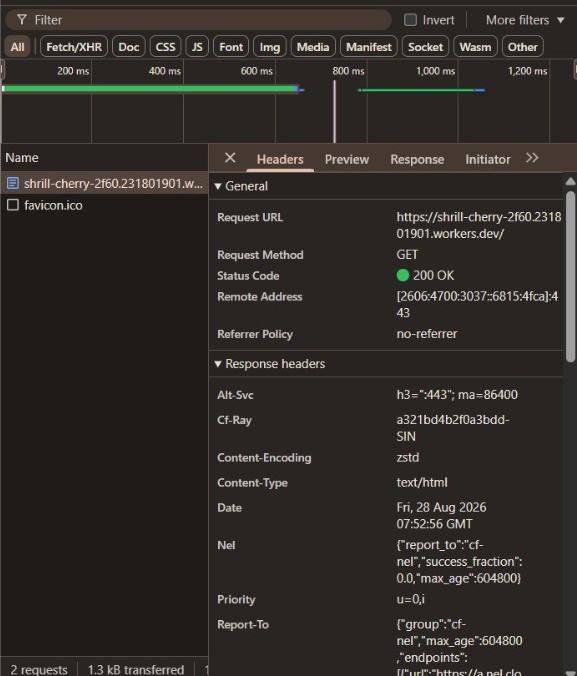 Filter
Invert
More filters
All
Fetch/XHR
Doc
CSS
JS
Font
Img
Media
Manifest
Socket
Wasm
Other
200 ms
400 ms
600 ms
800 ms
1,000 ms
1,200 ms
Name
shrill-cherry-2f60.231801901.w...
favicon.ico
Headers
Preview
Response
Initiator
General
Request URL
https://shrill-cherry-2f60.2318
01901.workers.dev/
Request Method
GET
Status Code
200 OK
Remote Address
[2606:4700:3037::6815:4fca]:4
43
Referrer Policy
no-referrer
Response headers
Alt-Svc
h3=":443"; ma=86400
Cf-Ray
a321bd4b2f0a3bdd-
SIN
Content-Encoding
zstd
Content-Type
text/html
Date
Fri, 28 Aug 2026
07:52:56 GMT
Nel
{"report_to":"cf-
nel","success_fraction":
0.0,"max_age":604800}
Priority
u=0,i
Report-To
{"group":"cf-
nel","max_age":604800
,"endpoints":
[{"url":"https://a.nel.clo
2 requests
1.3 kB transferred